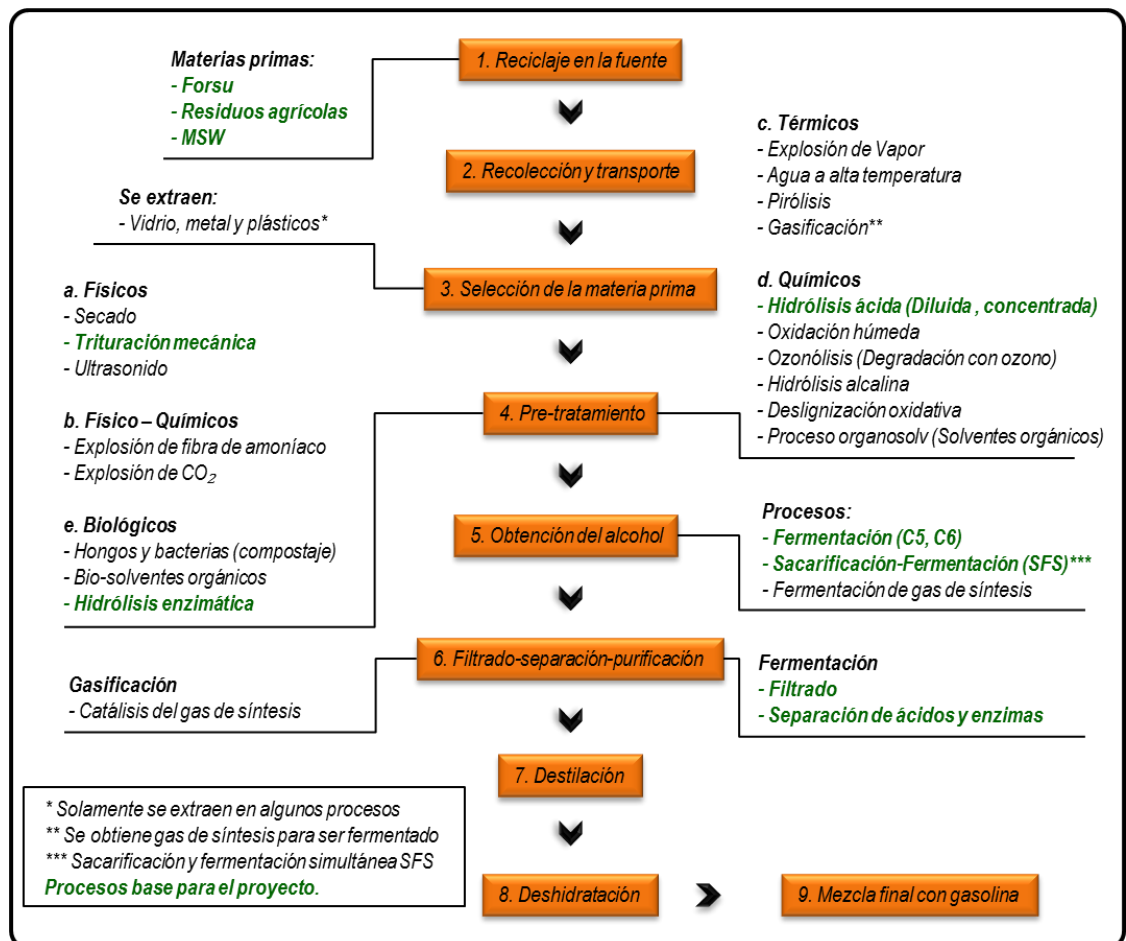 1. Reciclaje en la fuente
Materias primas:
- Forsu
- Residuos agrícolas
- MSW
2. Recolección y transporte
Se extraen:
- Vidrio, metal y plásticos*
3. Selección de la materia prima
a. Físicos
- Secado
- Trituración mecánica
- Ultrasonido
b. Físico – Químicos
- Explosión de fibra de amoníaco
- Explosión de CO2
e. Biológicos
- Hongos y bacterias (compostaje)
- Bio-solventes orgánicos
- Hidrólisis enzimática
c. Térmicos
- Explosión de Vapor
- Agua a alta temperatura
- Pirólisis
- Gasificación**
d. Químicos
- Hidrólisis ácida (Diluida , concentrada)
- Oxidación húmeda
- Ozonólisis (Degradación con ozono)
- Hidrólisis alcalina
- Deslignización oxidativa
- Proceso organosolv (Solventes orgánicos)
4. Pre-tratamiento
5. Obtención del alcohol
Procesos:
- Fermentación (C5, C6)
- Sacarificación-Fermentación (SFS)***
- Fermentación de gas de síntesis
6. Filtrado-separación-purificación
Gasificación
- Catálisis del gas de síntesis
Fermentación
- Filtrado
- Separación de ácidos y enzimas
7. Destilación
8. Deshidratación
9. Mezcla final con gasolina
* Solamente se extraen en algunos procesos
** Se obtiene gas de síntesis para ser fermentado
*** Sacarificación y fermentación simultánea SFS
Procesos base para el proyecto.